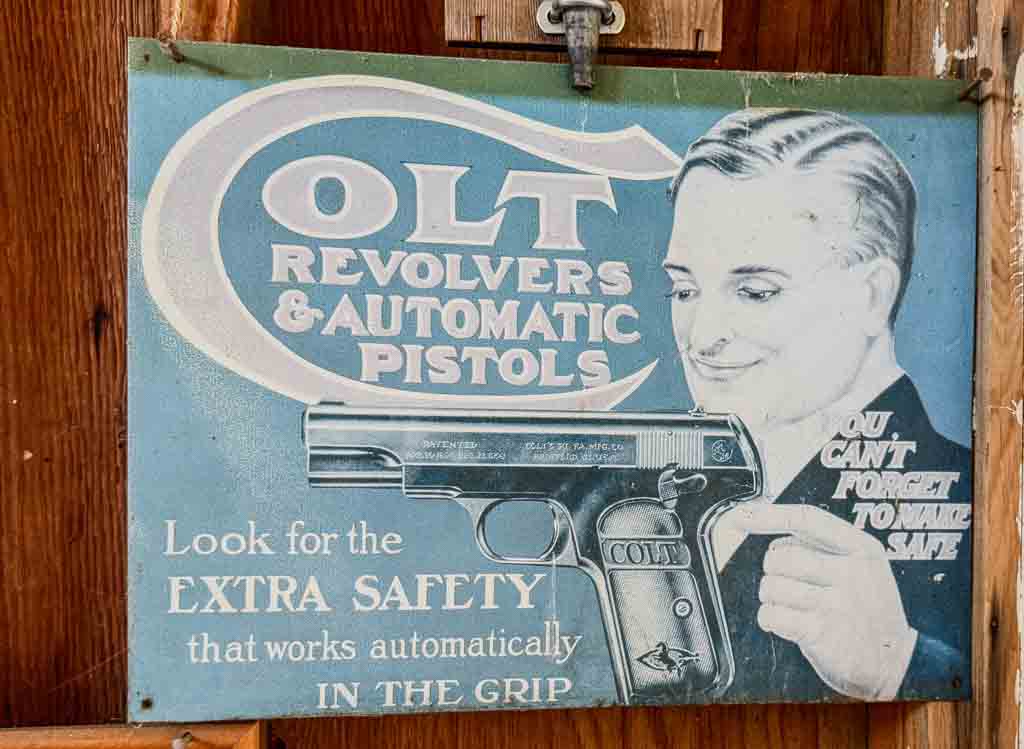 COLT
REVOLVERS
& AUTOMATIC
PISTOLS
PATENTED
COLT
YOU
CAN'T
FORGET
TO MAKE
SAFE
Look for the
EXTRA SAFETY
that works automatically
IN THE GRIP